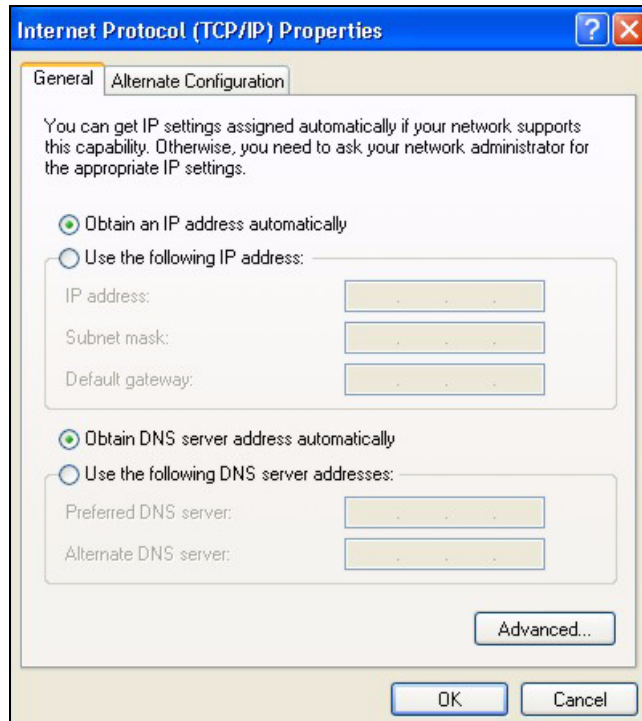 Internet Protocol (TCP/IP) Properties
General
Alternate Configuration
You can get IP settings assigned automatically if your network supports
this capability. Otherwise, you need to ask your network administrator for
the appropriate IP settings.
Obtain an IP address automatically
Use the following IP address:
IP address:
Subnet mask:
Default gateway:
Obtain DNS server address automatically
Use the following DNS server addresses:
Preferred DNS server:
Alternate DNS server:
Advanced...
OK
Cancel